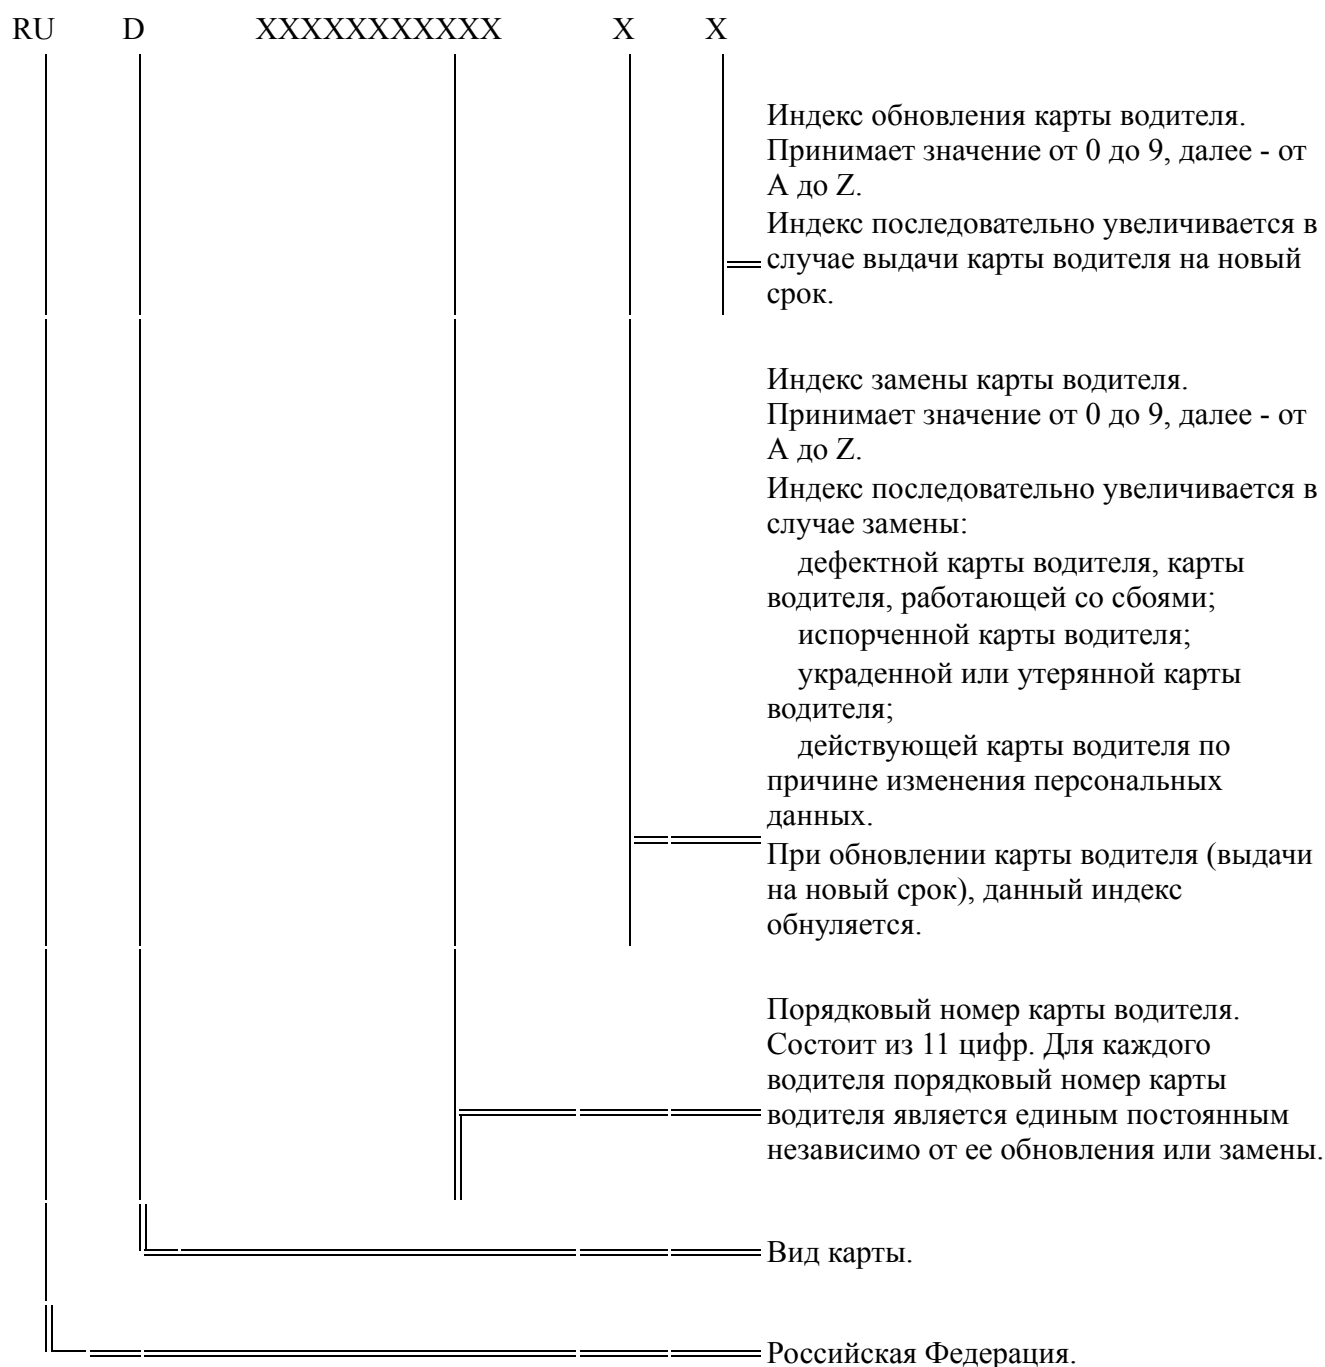 RU D XXXXXXXXXXX X X
Индекс обновления карты водителя.
Принимает значение от 0 до 9, далее - от
A до Z.
Индекс последовательно увеличивается в
случае выдачи карты водителя на новый
срок.
Индекс замены карты водителя.
Принимает значение от 0 до 9, далее - от
A до Z.
Индекс последовательно увеличивается в
случае замены:
дефектной карты водителя, карты
водителя, работающей со сбоями;
испорченной карты водителя;
украденной или утерянной карты
водителя;
действующей карты водителя по
причине изменения персональных
данных.
При обновлении карты водителя (выдачи
на новый срок), данный индекс
обнуляется.
Порядковый номер карты водителя.
Состоит из 11 цифр. Для каждого
водителя порядковый номер карты
водителя является единым постоянным
независимо от ее обновления или замены.
Вид карты.
Российская Федерация.